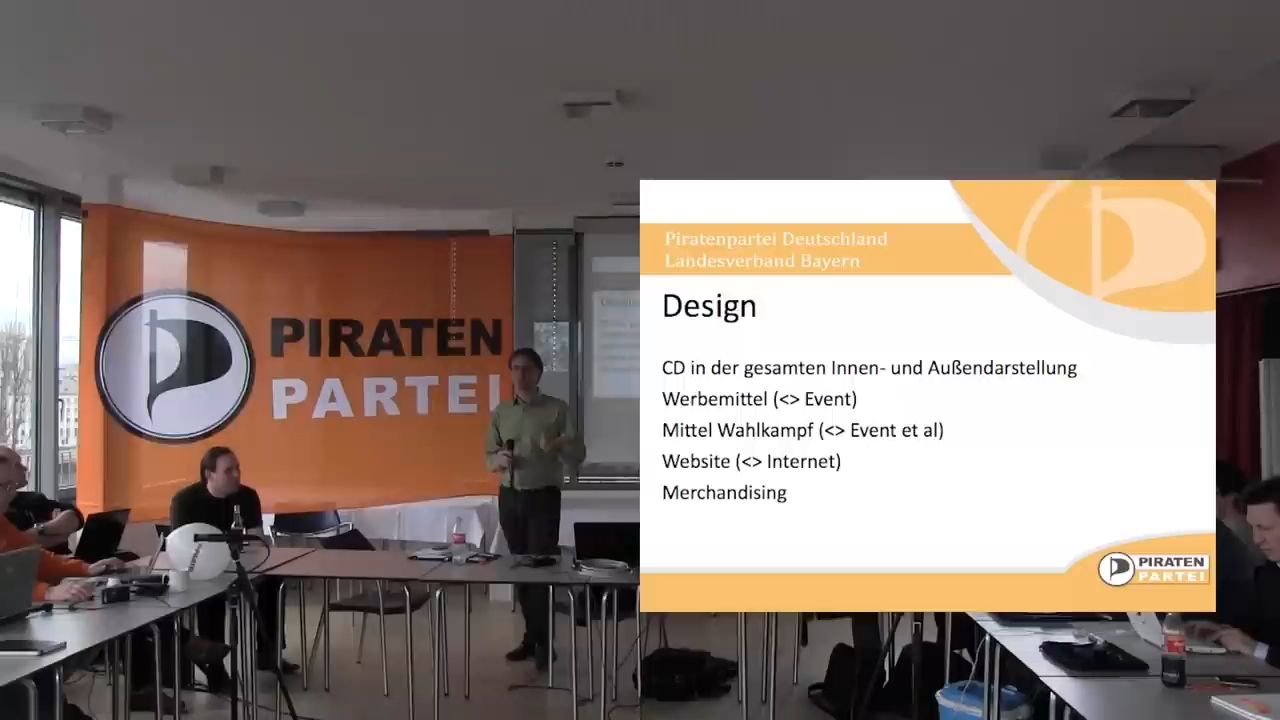 PIRATEN
PARTEI
Piratenpartei Deutschland
Landesverband Bayern
Design
CD in der gesamten Innen- und Außendarstellung
Werbemittel (<> Event)
Mittel Wahlkampf (<> Event et al)
Website (<> Internet)
Merchandising
PIRATEN
PARTEI